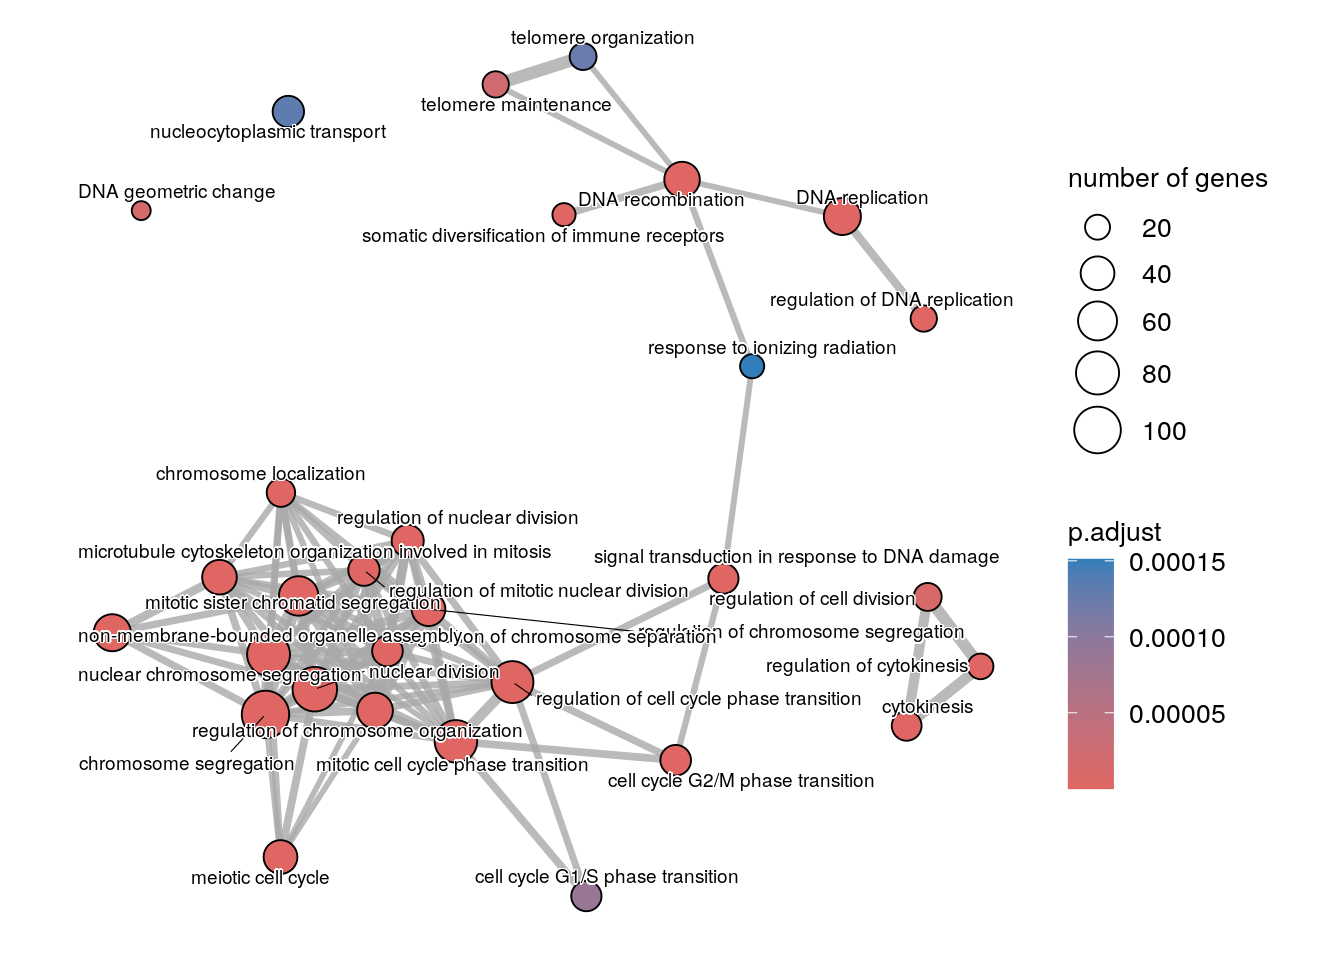 telomere organization
telomere maintenance
nucleocytoplasmic transport
DNA geometric change
DNA recombination
DNA replication
somatic diversification of immune receptors
regulation of DNA replication
response to ionizing radiation
chromosome localization
regulation of nuclear division
microtubule cytoskeleton organization involved in mitosis
signal transduction in response to DNA damage
regulation of mitotic nuclear division
regulation of cell division
mitotic sister chromatid segregation
regulation of chromosome segregation
non-membrane-bounded organelle assembly
on of chromosome separation
regulation of cytokinesis
nuclear chromosome segregation
nuclear division
regulation of cell cycle phase transition
cytokinesis
regulation of chromosome organization
chromosome segregation
mitotic cell cycle phase transition
cell cycle G2/M phase transition
meiotic cell cycle
cell cycle G1/S phase transition
number of genes
20
40
60
80
100
p.adjust
0.00015
0.00010
0.00005